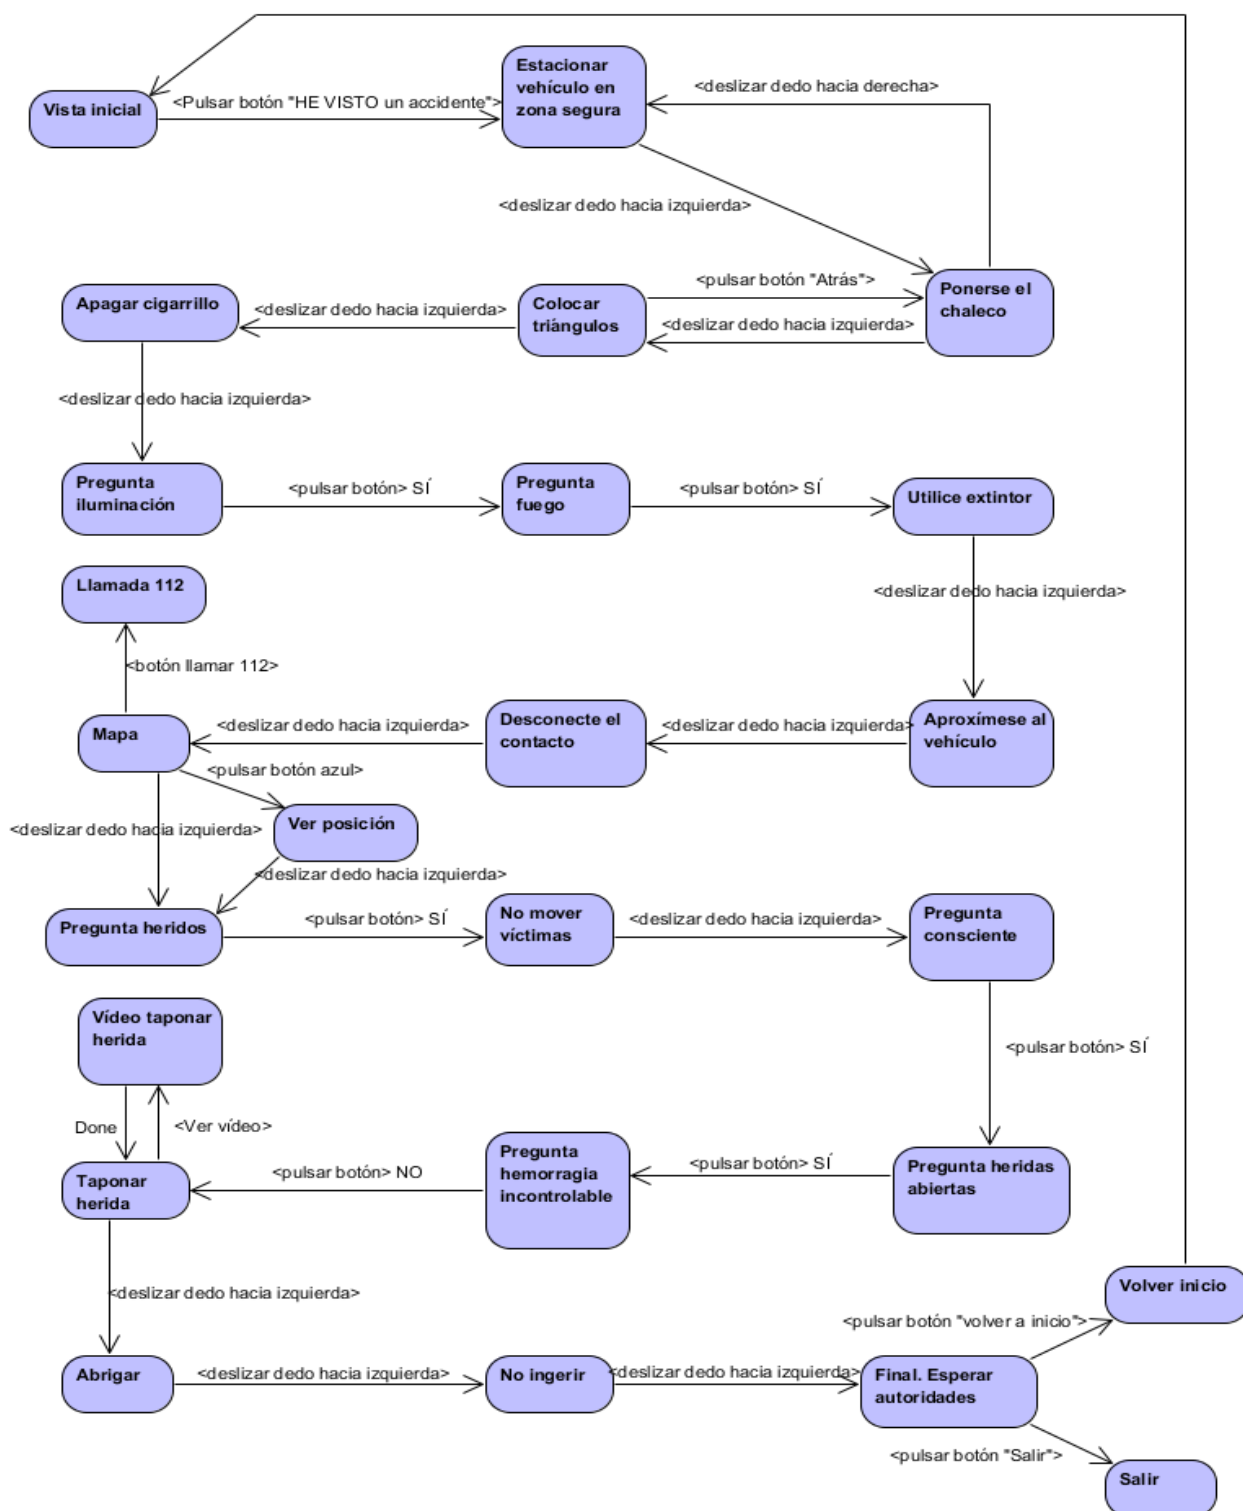 Estacionar
vehículo en
zona segura
<deslizar dedo hacia derecha>
Vista inicial
<Pulsar botón "HE VISTO un accidente">
<deslizar dedo hacia izquierda>
Apagar cigarrillo
<deslizar dedo hacia izquierda>
Colocar
triángulos
<pulsar botón "Atrás">
<deslizar dedo hacia izquierda>
Ponerse el
chaleco
<deslizar dedo hacia izquierda>
Pregunta
iluminación
<pulsar botón> SÍ
Pregunta
fuego
<pulsar botón> SÍ
Utilice extintor
Llamada 112
<deslizar dedo hacia izquierda>
<botón llamar 112>
Mapa
<deslizar dedo hacia izquierda>
Desconecte el
contacto
<deslizar dedo hacia izquierda>
Aproxímese al
vehículo
<pulsar botón azul>
<deslizar dedo hacia izquierda>
Ver posición
<deslizar dedo hacia izquierda>
Pregunta heridos
<pulsar botón> SÍ
No mover
víctimas
<deslizar dedo hacia izquierda>
Pregunta
consciente
Vídeo taponar
herida
<pulsar botón> SÍ
Done
<Ver vídeo>
Taponar
herida
<pulsar botón> NO
Pregunta
hemorragia
incontrolable
<pulsar botón> SÍ
Pregunta heridas
abiertas
<deslizar dedo hacia izquierda>
Volver inicio
<pulsar botón "volver a inicio">
Abrigar
<deslizar dedo hacia izquierda>
No ingerir
<deslizar dedo hacia izquierda>
Final. Esperar
autoridades
<pulsar botón "Salir">
Salir